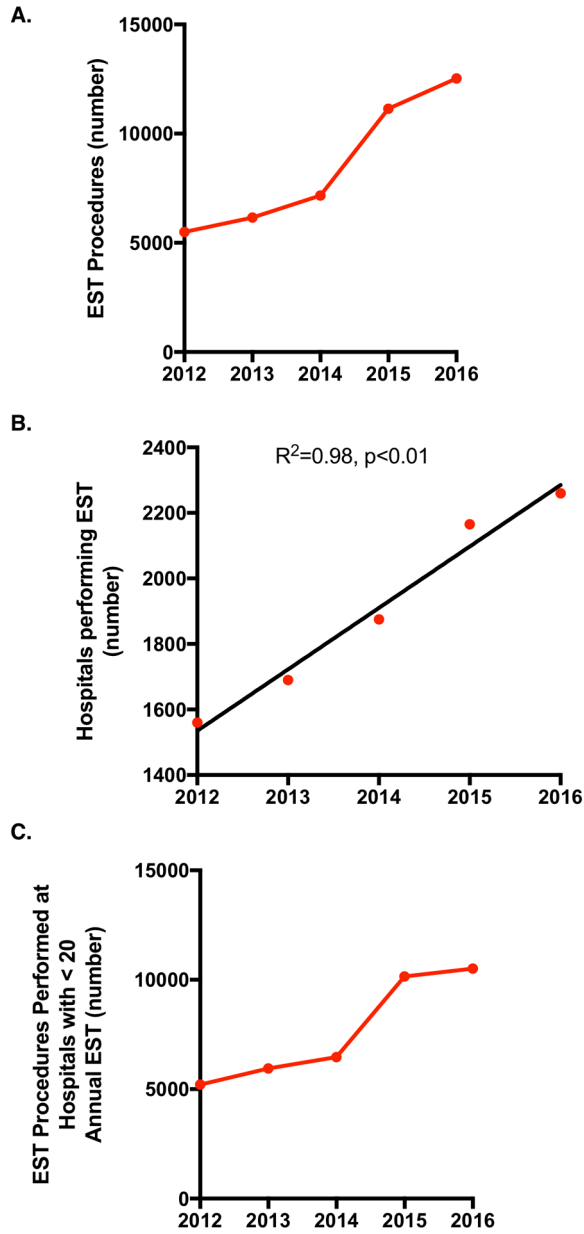 A.
EST Procedures (number)
15000
10000
5000
0
2012 2013 2014 2015 2016
B.
Hospitals performing EST
(number)
R²=0.98, p<0.01
2400
2200
2000
1800
1600
1400
2012 2013 2014 2015 2016
C.
EST Procedures Performed at
Hospitals with < 20
Annual EST (number)
15000
10000
5000
0
2012 2013 2014 2015 2016